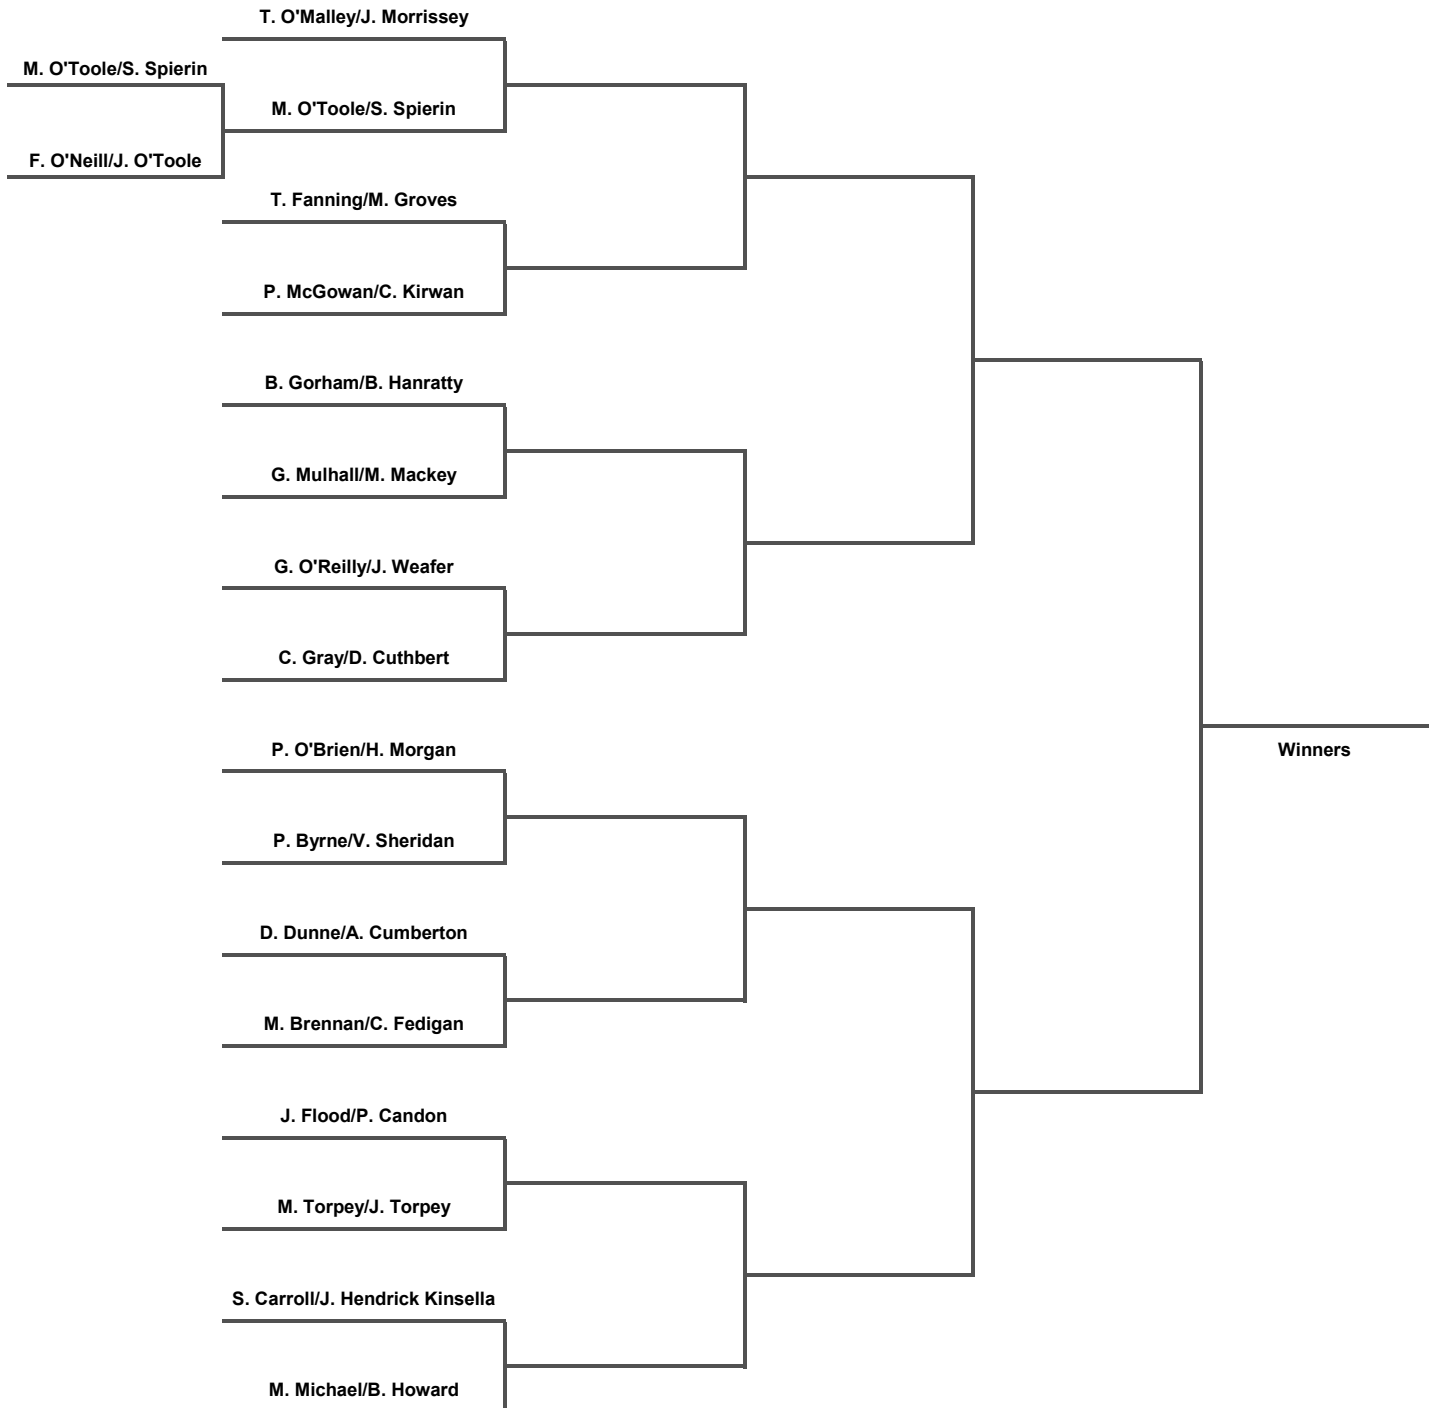 T. O'Malley/J. Morrissey
M. O'Toole/S. Spierin
M. O'Toole/S. Spierin
F. O'Neill/J. O'Toole
T. Fanning/M. Groves
P. McGowan/C. Kirwan
B. Gorham/B. Hanratty
G. Mulhall/M. Mackey
G. O'Reilly/J. Weafer
C. Gray/D. Cuthbert
P. O'Brien/H. Morgan
Winners
P. Byrne/V. Sheridan
D. Dunne/A. Cumberton
M. Brennan/C. Fedigan
J. Flood/P. Candon
M. Torpey/J. Torpey
S. Carroll/J. Hendrick Kinsella
M. Michael/B. Howard